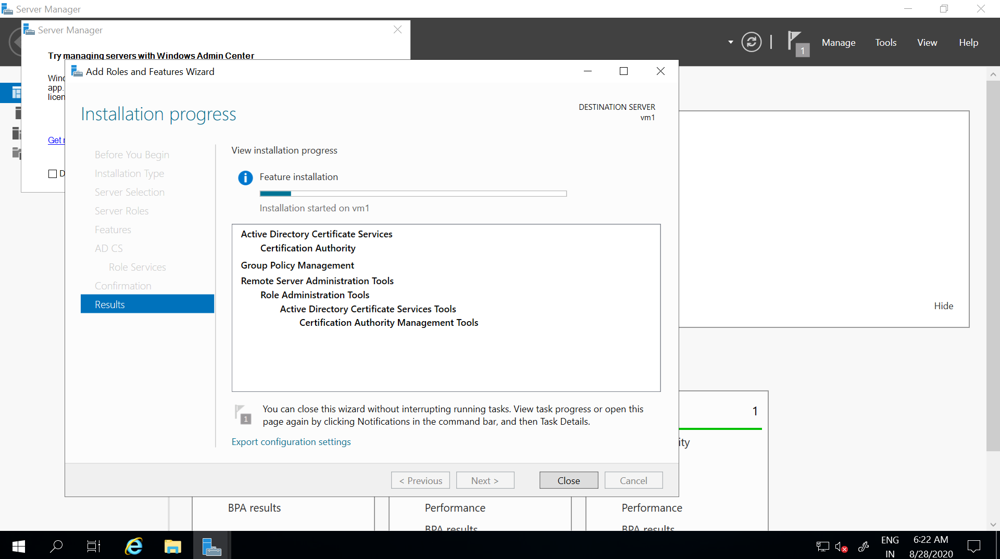 Server Manager
Server Manager
Try managing servers with Windows Admin Center
app.
Get
1
Manage
Tools
View
Help
Add Roles and Features Wizard
Installation progress
DESTINATION SERVER
vm1
Before You Begin
Installation Type
Server Selection
Server Roles
Features
AD CS
Role Services
Confirmation
Results
View installation progress
Feature installation
Installation started on vm1
Active Directory Certificate Services
Certification Authority
Group Policy Management
Remote Server Administration Tools
Role Administration Tools
Active Directory Certificate Services Tools
Certification Authority Management Tools
1
You can close this wizard without interrupting running tasks. View task progress or open this
page again by clicking Notifications in the command bar, and then Task Details.
Export configuration settings
< Previous
Next >
Close
Cancel
Hide
1
BPA results
Performance
BPA results
Performance
BPA results
ENG
IN
6:22 AM
8/28/2020